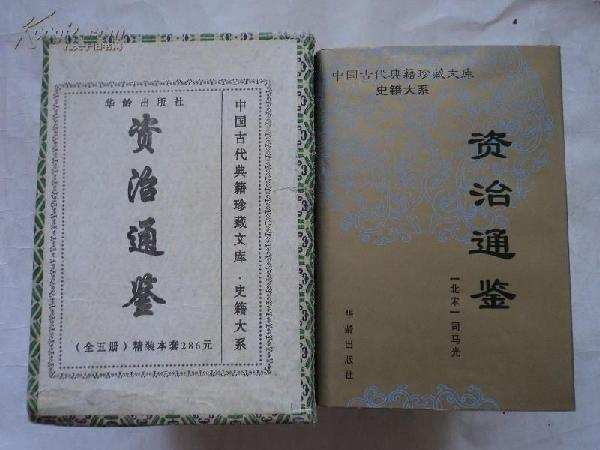 华龄出版社
资治通鉴
(全五册)精装本套286元
中国古代典籍珍藏文库·史籍大系
中国古代典籍珍藏文库
史籍大系
资治通鉴
[北宋]司马光
华龄出版社